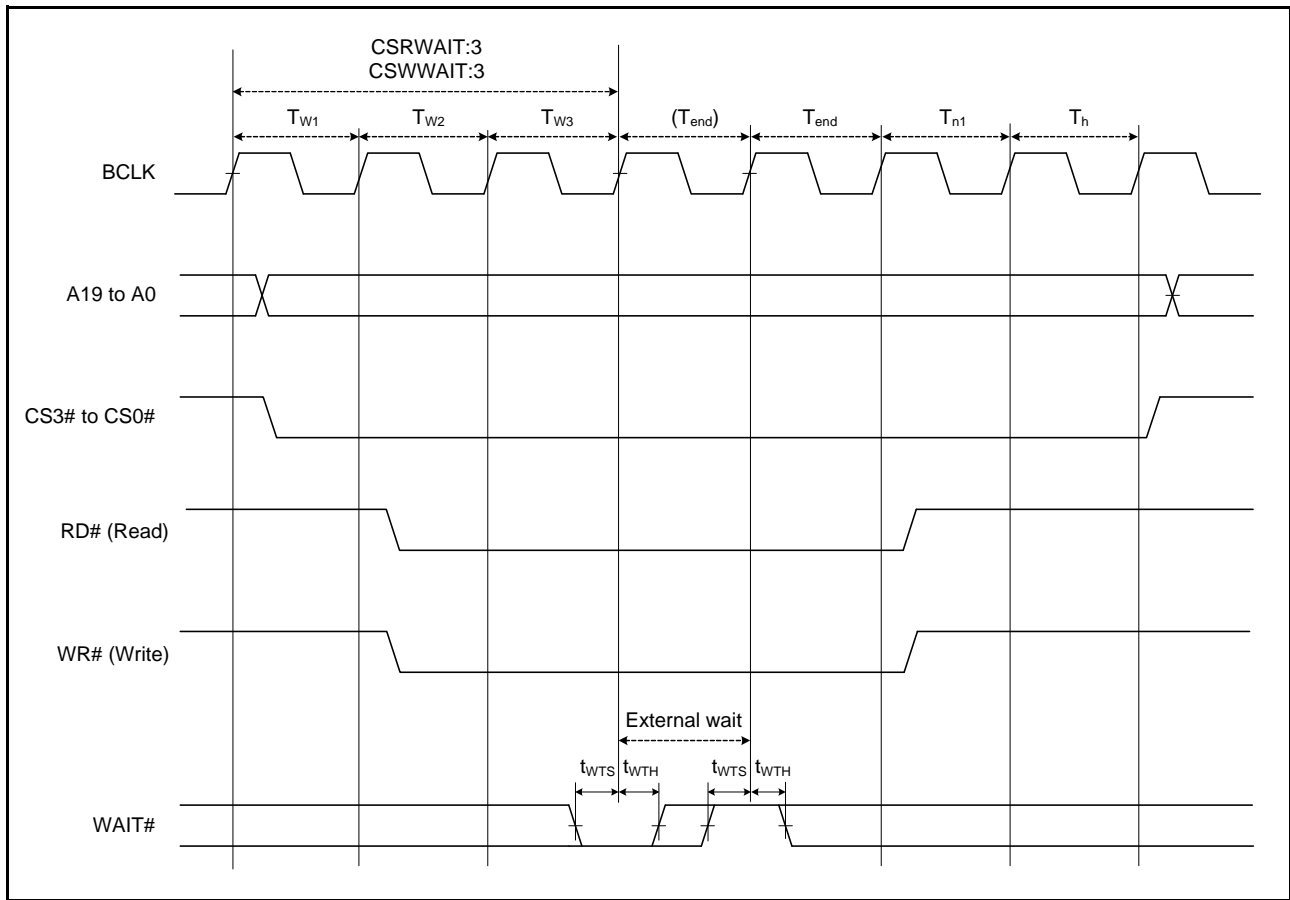 CSRWAIT:3
CSWWAIT:3
TW1 TW2 TW3 (Tend) Tend Tn1 Th
BCLK
A19 to A0
CS3# to CS0#
RD# (Read)
WR# (Write)
External wait
tWTS tWTH tWTS tWTH
WAIT#